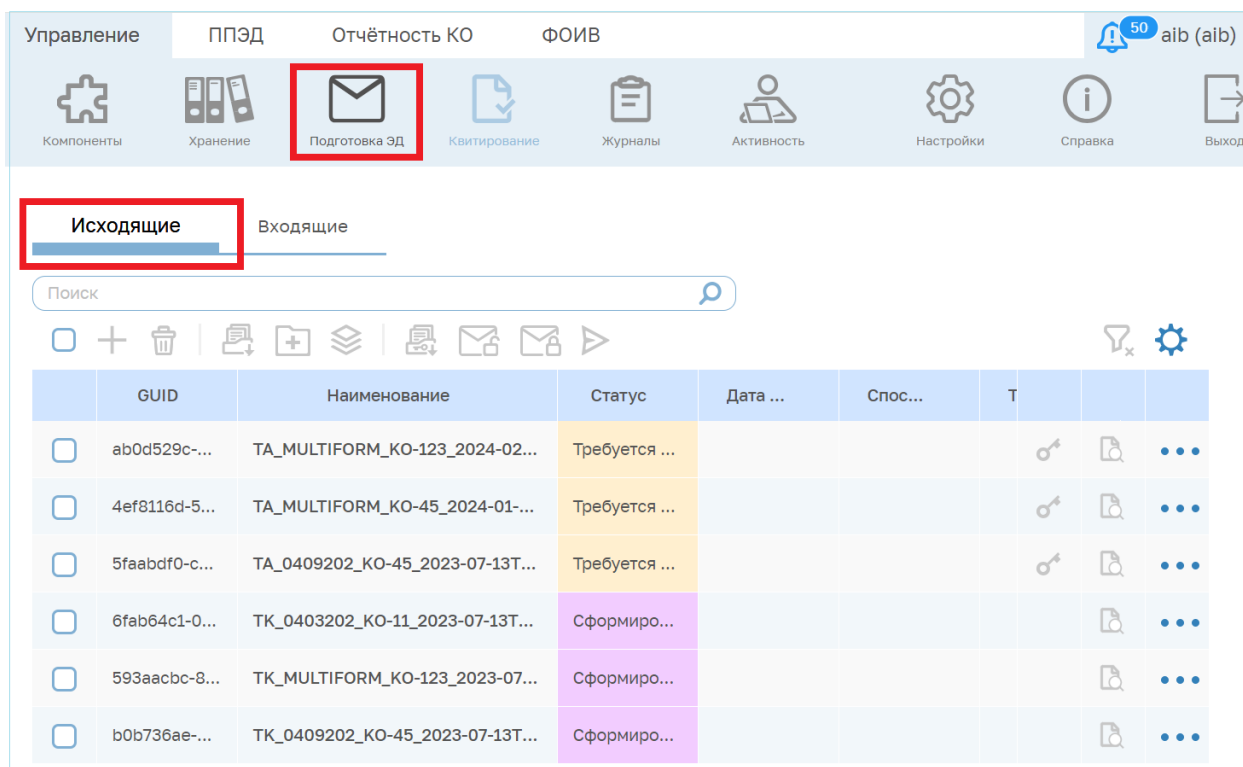 Управление ППЭД Отчётность КО ФОИВ 50 aib (aib)
Компоненты Хранение Подготовка ЭД Квитирование Журналы Активность Настройки Справка Выход
Исходящие Входящие
Поиск
GUID Наименование Статус Дата ... Спос... Т
ab0d529c-... TA_MULTIFORM_KO-123_2024-02... Требуется ...
4ef8116d-5... TA_MULTIFORM_KO-45_2024-01-... Требуется ...
5faabdf0-c... TA_0409202_KO-45_2023-07-13T... Требуется ...
6fab64c1-0... TK_0403202_KO-11_2023-07-13T... Сформиро...
593aacbc-8... TK_MULTIFORM_KO-123_2023-07... Сформиро...
b0b736ae-... TK_0409202_KO-45_2023-07-13T... Сформиро...